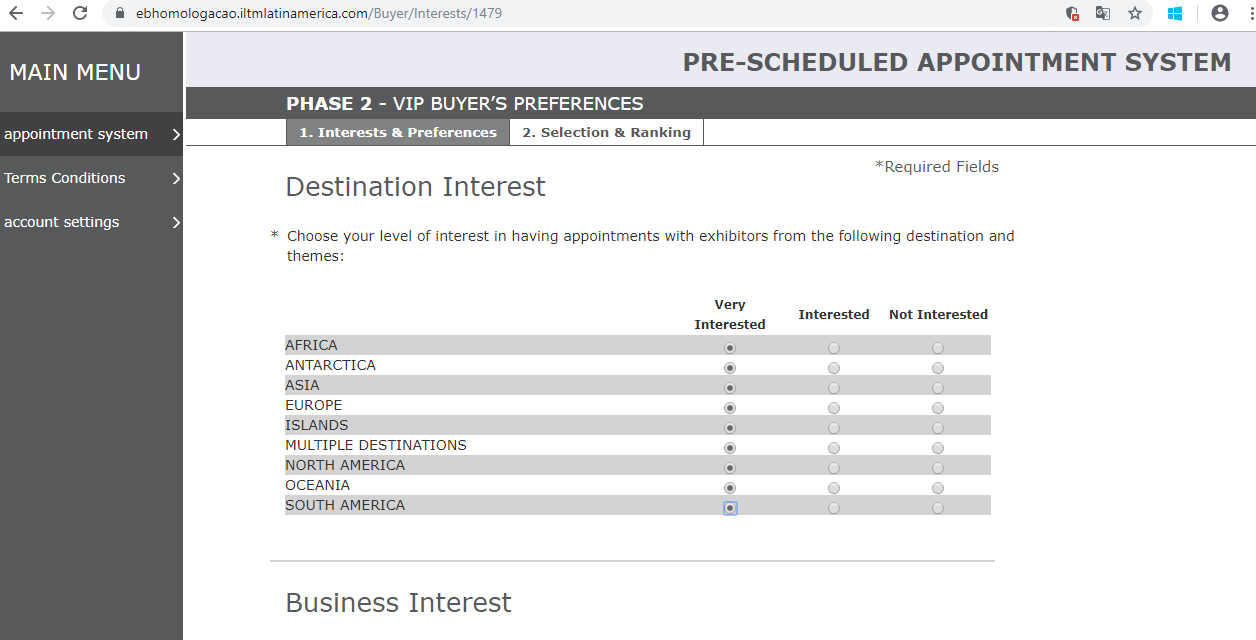 ebhomologacao.iltmlatinamerica.com/Buyer/Interests/1479
MAIN MENU
appointment system
Terms Conditions
account settings
PRE-SCHEDULED APPOINTMENT SYSTEM
PHASE 2 - VIP BUYER’S PREFERENCES
1. Interests & Preferences
2. Selection & Ranking
*Required Fields
Destination Interest
* Choose your level of interest in having appointments with exhibitors from the following destination and
themes:
Very
Interested
Interested
Not Interested
AFRICA
ANTARCTICA
ASIA
EUROPE
ISLANDS
MULTIPLE DESTINATIONS
NORTH AMERICA
OCEANIA
SOUTH AMERICA
Business Interest